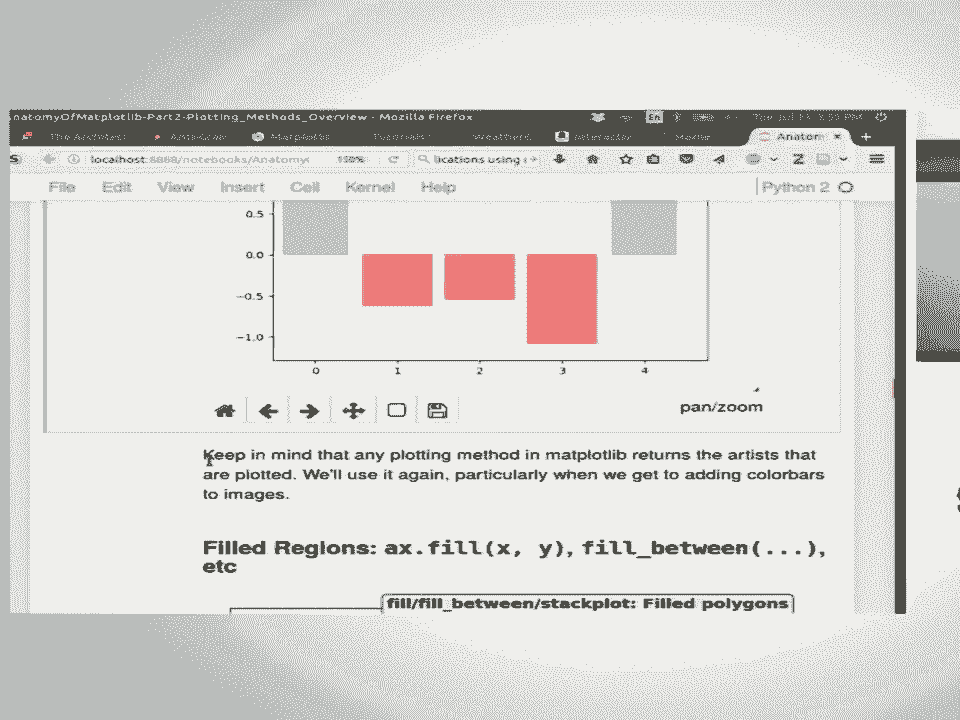 natomyOfMatplotlib-Part2-Plotting_Methods_Overview - Mozilla Firefox
En
Anatom
localhost:8888/notebooks/Anatomy
150%
lications using
File Edit View Insert Cell Kernel Help
Python 2
0.5
0.0
−0.5
−1.0
0 1 2 3 4
pan/zoom
Keep in mind that any plotting method in matplotlib returns the artists that
are plotted. We'll use it again, particularly when we get to adding colorbars
to images.
Filled Regions: ax.fill(x, y), fill_between(...),
etc
fill/fill_between/stackplot: Filled polygons